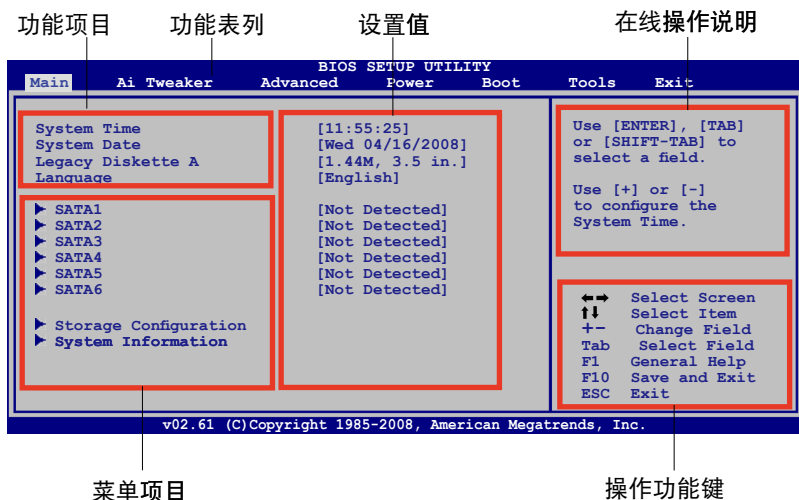 功能项目 功能表列 设置值 在线操作说明
BIOS SETUP UTILITY
Main Ai Tweaker Advanced Power Boot Tools Exit
System Time [11:55:25]
System Date [Wed 04/16/2008]
Legacy Diskette A [1.44M, 3.5 in.]
Language [English]
SATA1 [Not Detected]
SATA2 [Not Detected]
SATA3 [Not Detected]
SATA4 [Not Detected]
SATA5 [Not Detected]
SATA6 [Not Detected]
Storage Configuration
System Information
Use [ENTER], [TAB]
or [SHIFT-TAB] to
select a field.
Use [+] or [-]
to configure the
System Time.
←→ Select Screen
↑↓ Select Item
+- Change Field
Tab Select Field
F1 General Help
F10 Save and Exit
ESC Exit
v02.61 (C)Copyright 1985-2008, American Megatrends, Inc.
菜单项目 操作功能键